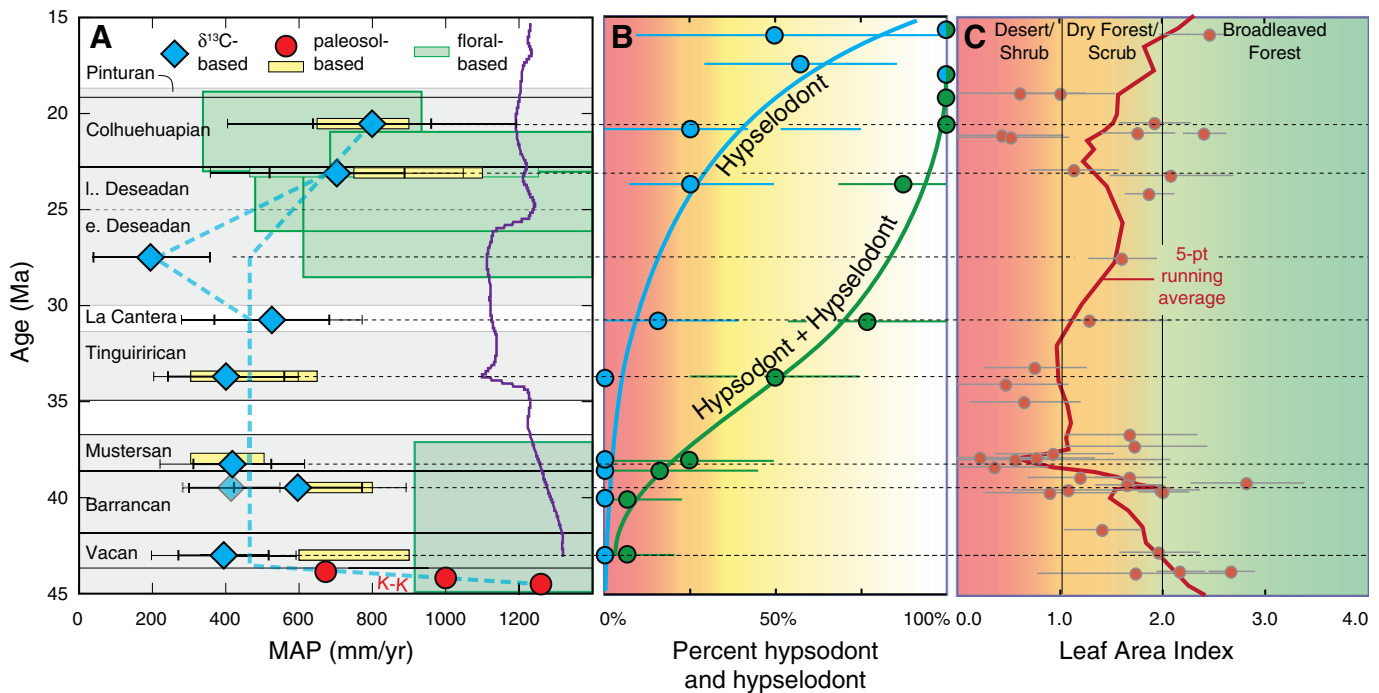 A
δ13C-
based
paleosol-
based
floral-
based
Pinturan
Colhuehuapian
l.. Deseadan
e. Deseadan
La Cantera
Tinguirirican
Mustersan
Barrancan
Vacan
K-K
15
20
25
30
35
40
45
Age (Ma)
0 200 400 600 800 1000 1200
MAP (mm/yr)
B
Hypselodont
Hypsodont + Hypselodont
0% 50% 100%
Percent hypsodont
and hypselodont
C
Desert/
Shrub
Dry Forest/
Scrub
Broadleaved
Forest
5-pt
running
average
0.0 1.0 2.0 3.0 4.0
Leaf Area Index